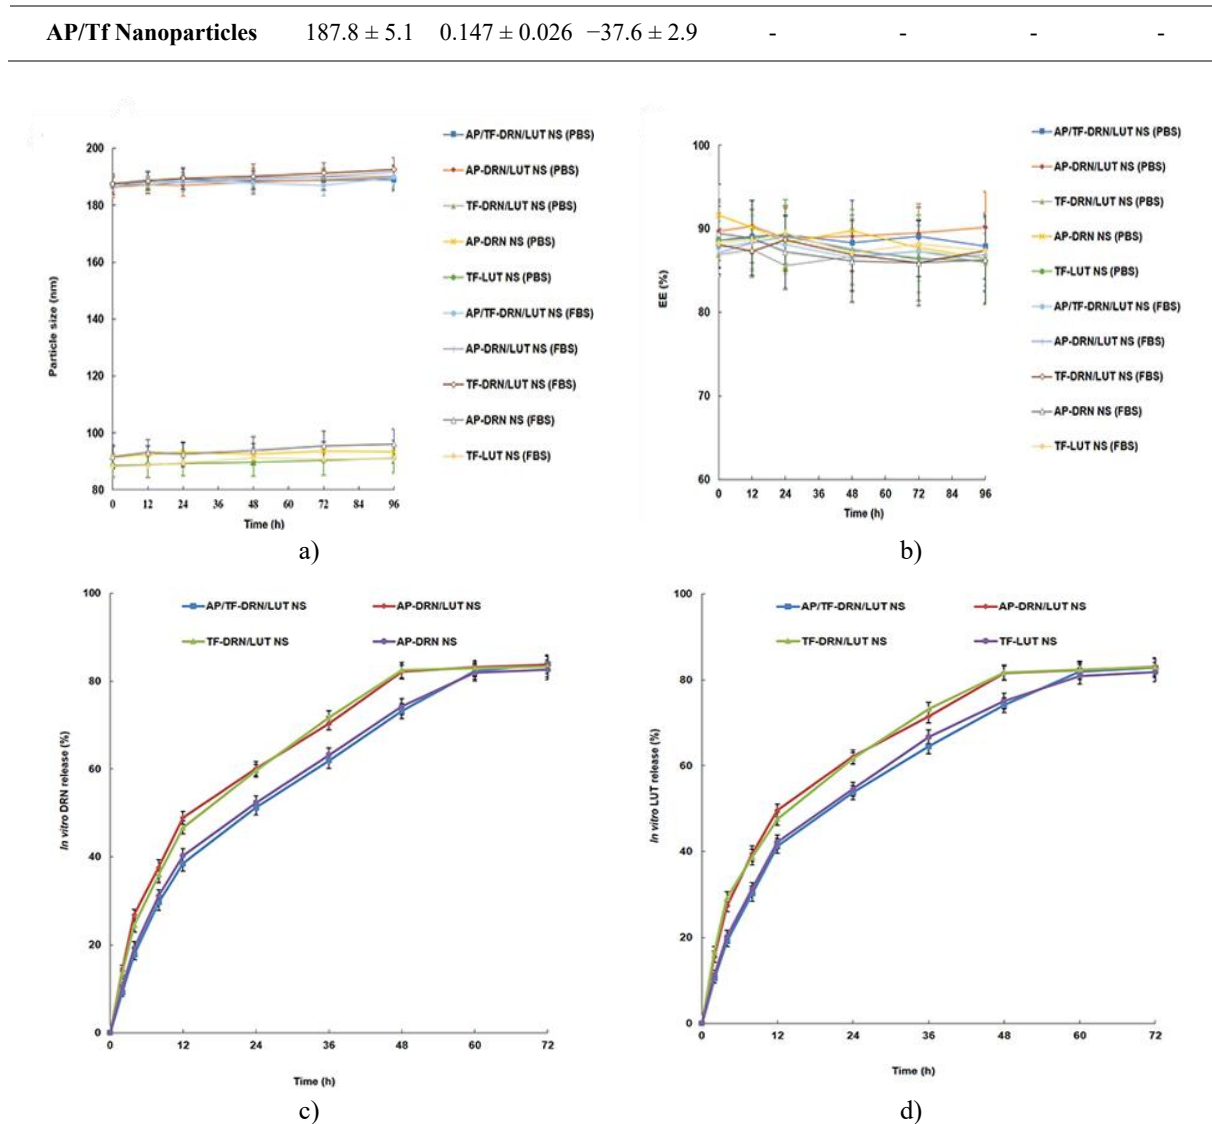 AP/Tf Nanoparticles 187.8 ± 5.1 0.147 ± 0.026 −37.6 ± 2.9 - - - -
200
180
160
140
120
100
80
Particle size (nm)
0 12 24 36 48 60 72 84 96
Time (h)
AP/TF-DRN/LUT NS (PBS)
AP-DRN/LUT NS (PBS)
TF-DRN/LUT NS (PBS)
AP-DRN NS (PBS)
TF-LUT NS (PBS)
AP/TF-DRN/LUT NS (FBS)
AP-DRN/LUT NS (FBS)
TF-DRN/LUT NS (FBS)
AP-DRN NS (FBS)
TF-LUT NS (FBS)
a)
100
90
80
70
60
EE (%)
0 12 24 36 48 60 72 84 96
Time (h)
AP/TF-DRN/LUT NS (PBS)
AP-DRN/LUT NS (PBS)
TF-DRN/LUT NS (PBS)
AP-DRN NS (PBS)
TF-LUT NS (PBS)
AP/TF-DRN/LUT NS (FBS)
AP-DRN/LUT NS (FBS)
TF-DRN/LUT NS (FBS)
AP-DRN NS (FBS)
TF-LUT NS (FBS)
b)
AP/TF-DRN/LUT NS AP-DRN/LUT NS
TF-DRN/LUT NS AP-DRN NS
100
80
60
40
20
0
In vitro DRN release (%)
0 12 24 36 48 60 72
Time (h)
c)
AP/TF-DRN/LUT NS AP-DRN/LUT NS
TF-DRN/LUT NS TF-LUT NS
100
80
60
40
20
0
In vitro LUT release (%)
0 12 24 36 48 60 72
Time (h)
d)